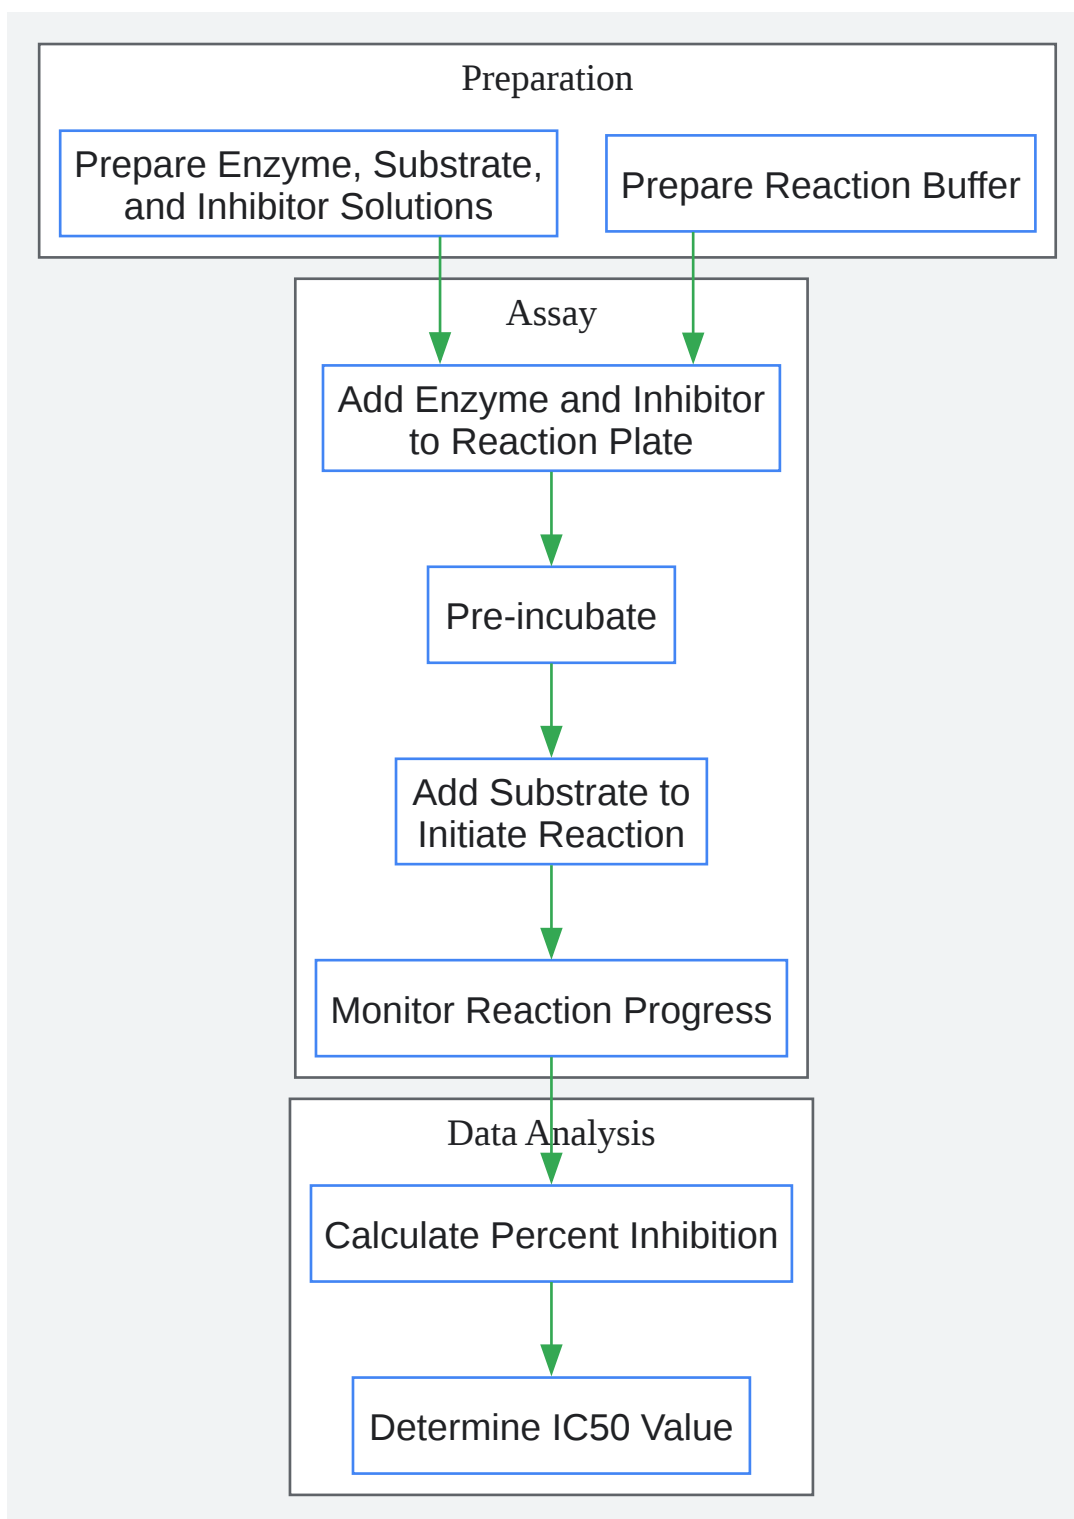 Preparation
Prepare Enzyme, Substrate,
and Inhibitor Solutions
Prepare Reaction Buffer
Assay
Add Enzyme and Inhibitor
to Reaction Plate
Pre-incubate
Add Substrate to
Initiate Reaction
Monitor Reaction Progress
Data Analysis
Calculate Percent Inhibition
Determine IC50 Value